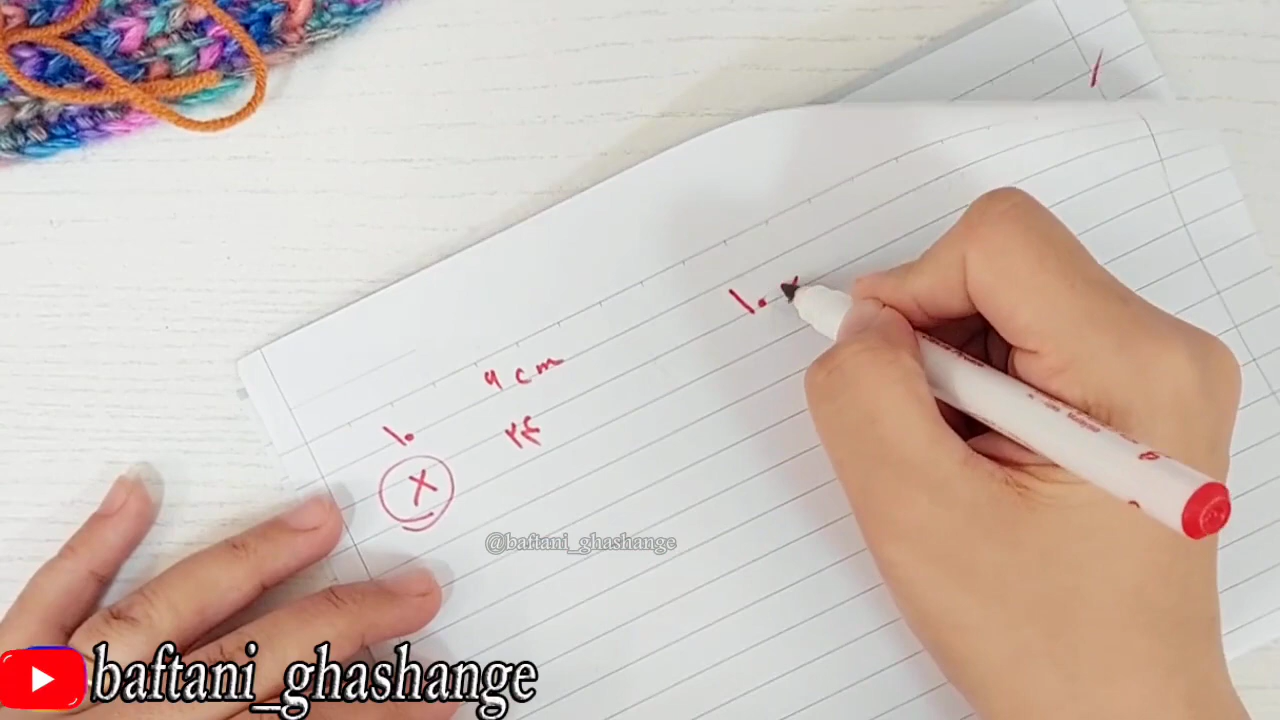 ۱۰ ×
۹ cm
۱۰
۲۴
×
@baftani_ghashange
baftani_ghashange